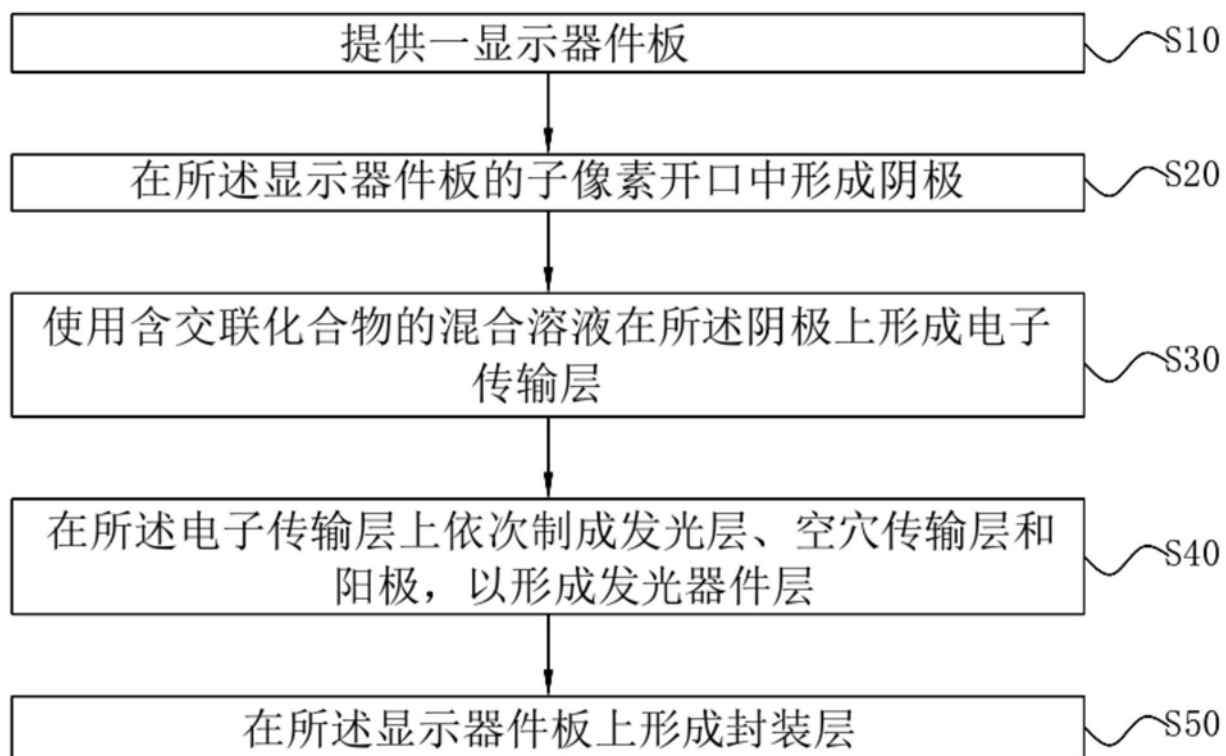 提供一显示器件板
S10
在所述显示器件板的子像素开口中形成阴极
S20
使用含交联化合物的混合溶液在所述阴极上形成电子
传输层
S30
在所述电子传输层上依次制成发光层、空穴传输层和
阳极，以形成发光器件层
S40
在所述显示器件板上形成封装层
S50